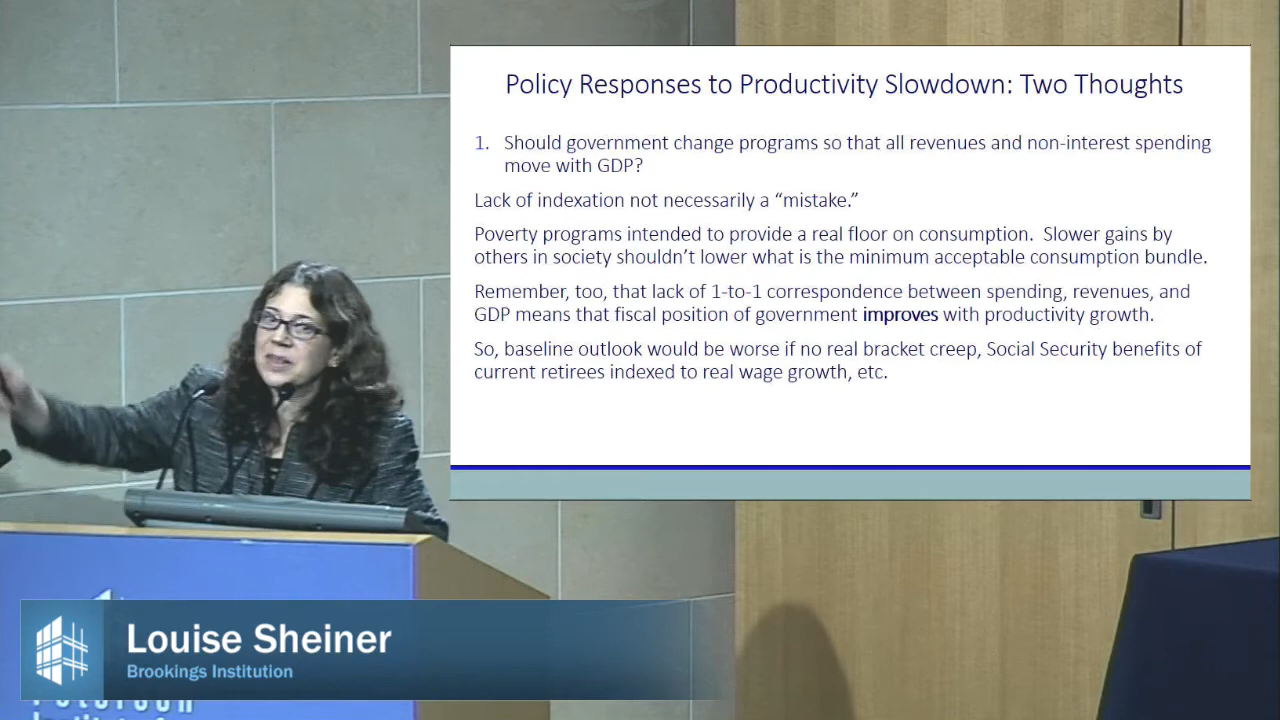 Policy Responses to Productivity Slowdown: Two Thoughts
1. Should government change programs so that all revenues and non-interest spending
move with GDP?
Lack of indexation not necessarily a “mistake.”
Poverty programs intended to provide a real floor on consumption. Slower gains by
others in society shouldn’t lower what is the minimum acceptable consumption bundle.
Remember, too, that lack of 1-to-1 correspondence between spending, revenues, and
GDP means that fiscal position of government improves with productivity growth.
So, baseline outlook would be worse if no real bracket creep, Social Security benefits of
current retirees indexed to real wage growth, etc.
Louise Sheiner
Brookings Institution